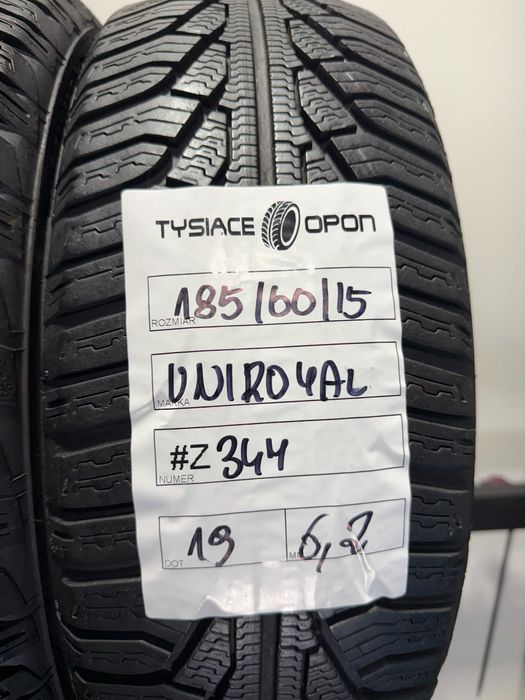 TYSIACE OPON
185/60/15
ROZMIAR
UNIROYAL
MARKA
#Z 344
NUMER
19 6,2
DOT